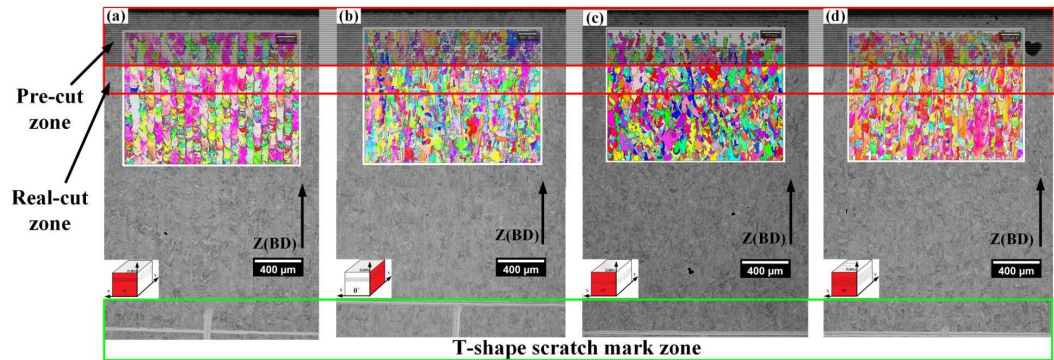 (a)
(b)
(c)
(d)
Pre-cut
zone
Real-cut
zone
Z(BD)
Z(BD)
Z(BD)
Z(BD)
400 μm
400 μm
400 μm
400 μm
0°
T-shape scratch mark zone